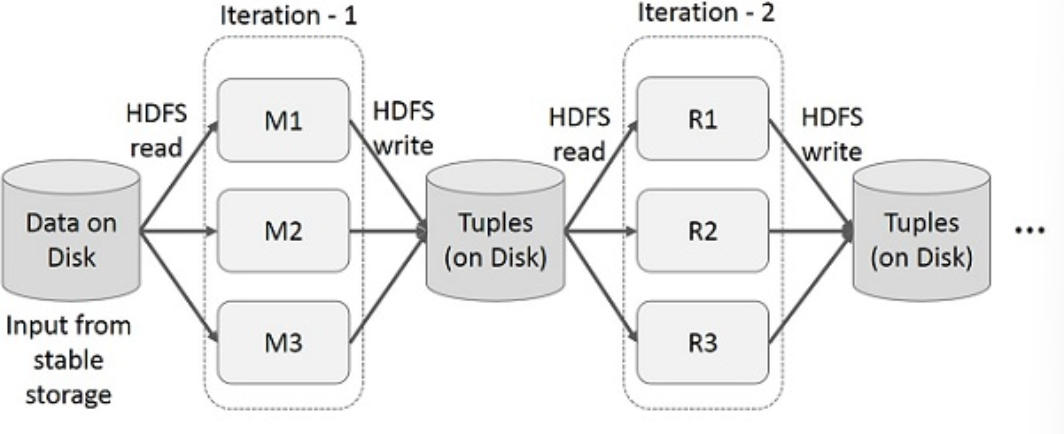 Iteration - 1
Iteration - 2
HDFS
read
M1
HDFS
write
HDFS
read
R1
HDFS
write
Data on
Disk
M2
Tuples
(on Disk)
R2
Tuples
(on Disk)
...
Input from
stable
storage
M3
R3